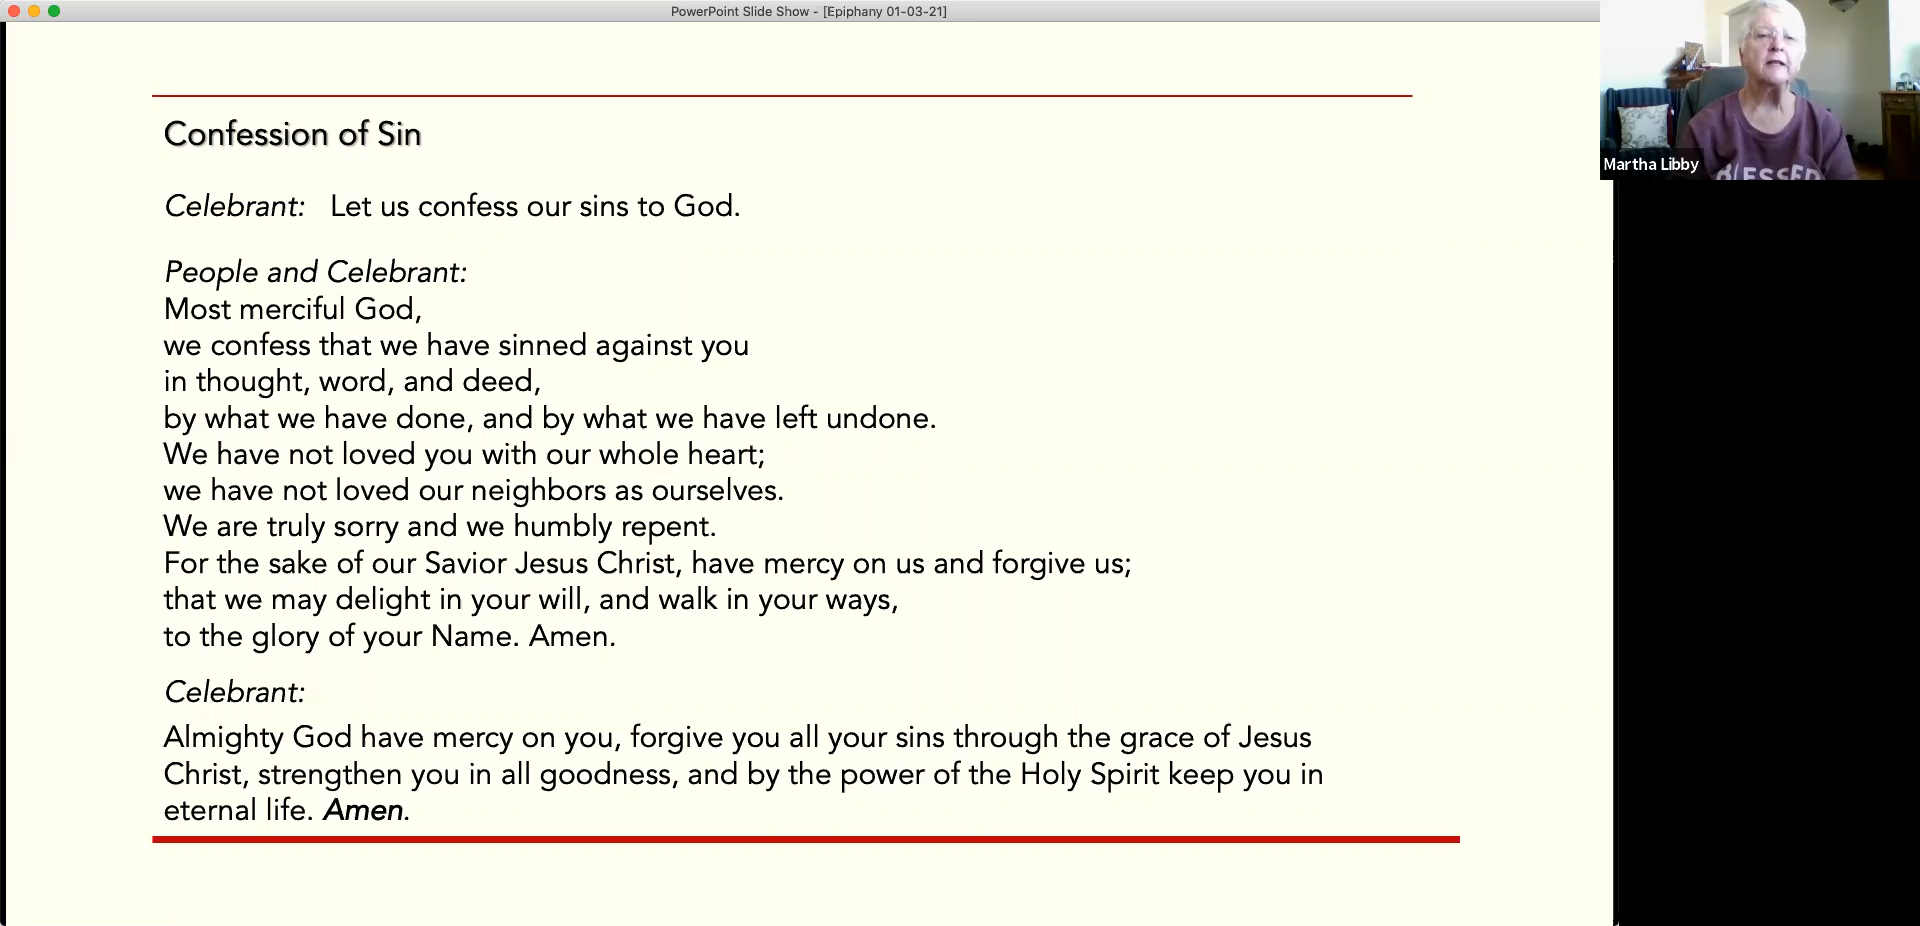 PowerPoint Slide Show - [Epiphany 01-03-21]
Confession of Sin
Celebrant: Let us confess our sins to God.
People and Celebrant:
Most merciful God,
we confess that we have sinned against you
in thought, word, and deed,
by what we have done, and by what we have left undone.
We have not loved you with our whole heart;
we have not loved our neighbors as ourselves.
We are truly sorry and we humbly repent.
For the sake of our Savior Jesus Christ, have mercy on us and forgive us;
that we may delight in your will, and walk in your ways,
to the glory of your Name. Amen.
Celebrant:
Almighty God have mercy on you, forgive you all your sins through the grace of Jesus
Christ, strengthen you in all goodness, and by the power of the Holy Spirit keep you in
eternal life. Amen.
Martha Libby
BLESSED